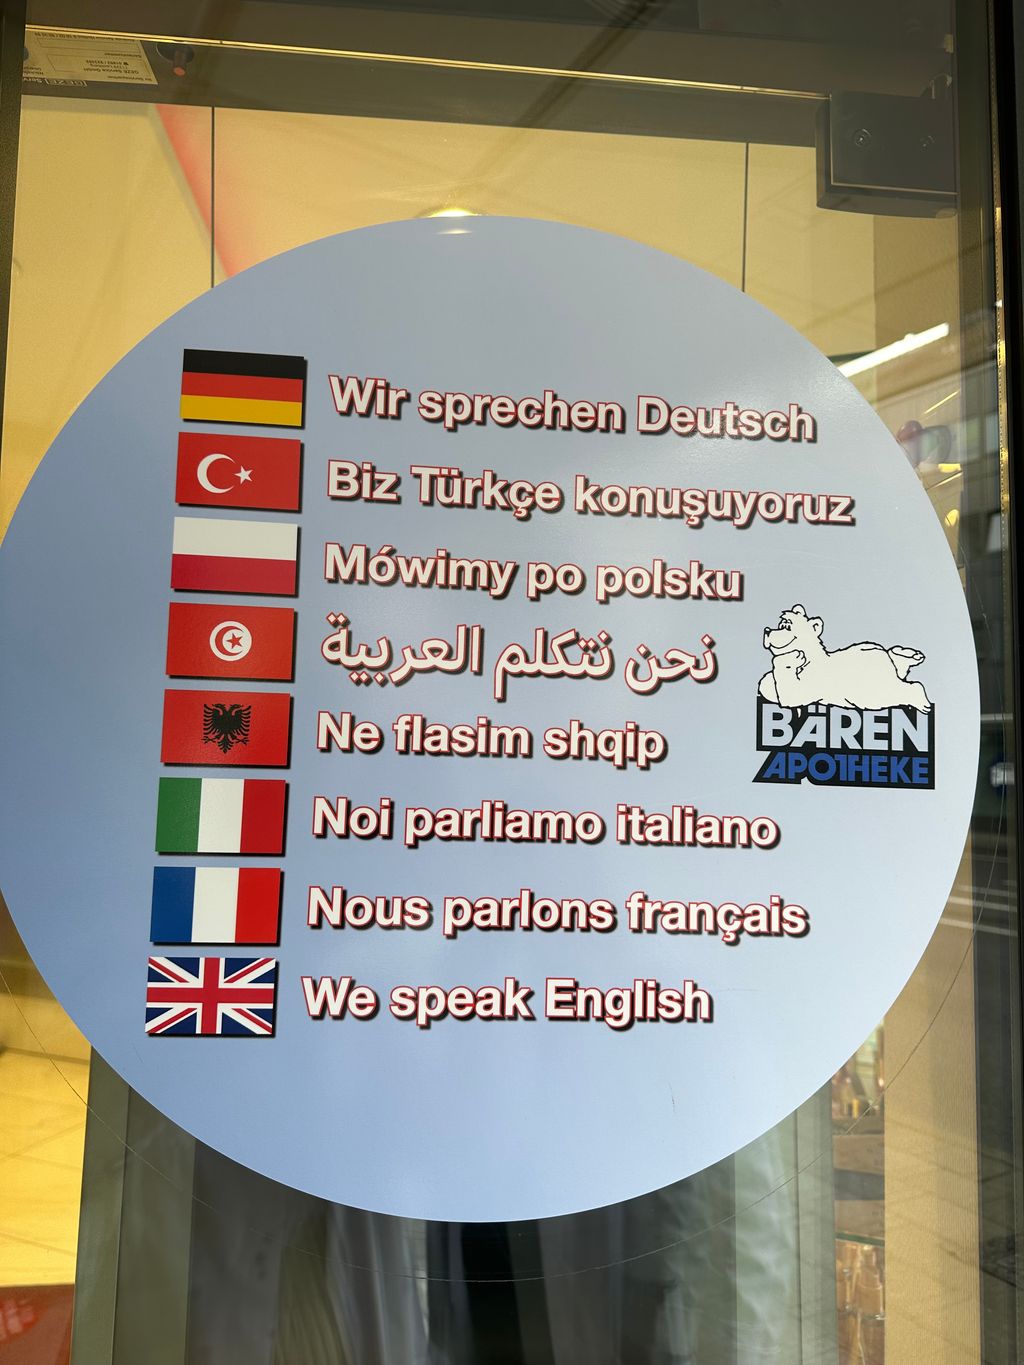 Wir sprechen Deutsch
Biz Türkçe konuşuyoruz
Mówimy po polsku
نحن نتكلم العربية
Ne flasim shqip
Noi parliamo italiano
Nous parlons français
We speak English
BÄREN
APOTHEKE